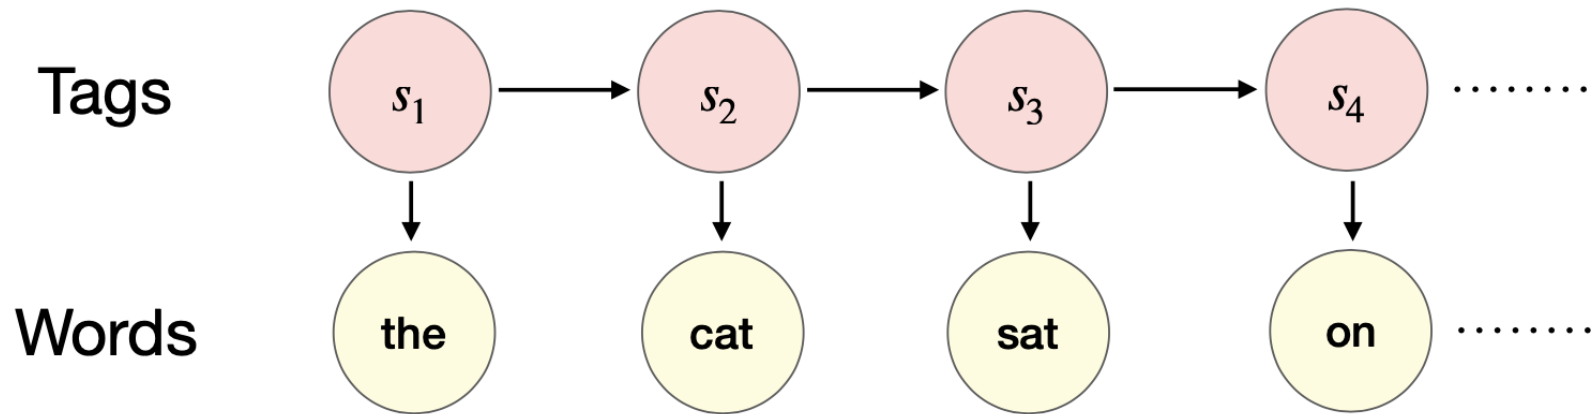 Tags s₁ s₂ s₃ s₄ ........
Words the cat sat on ........